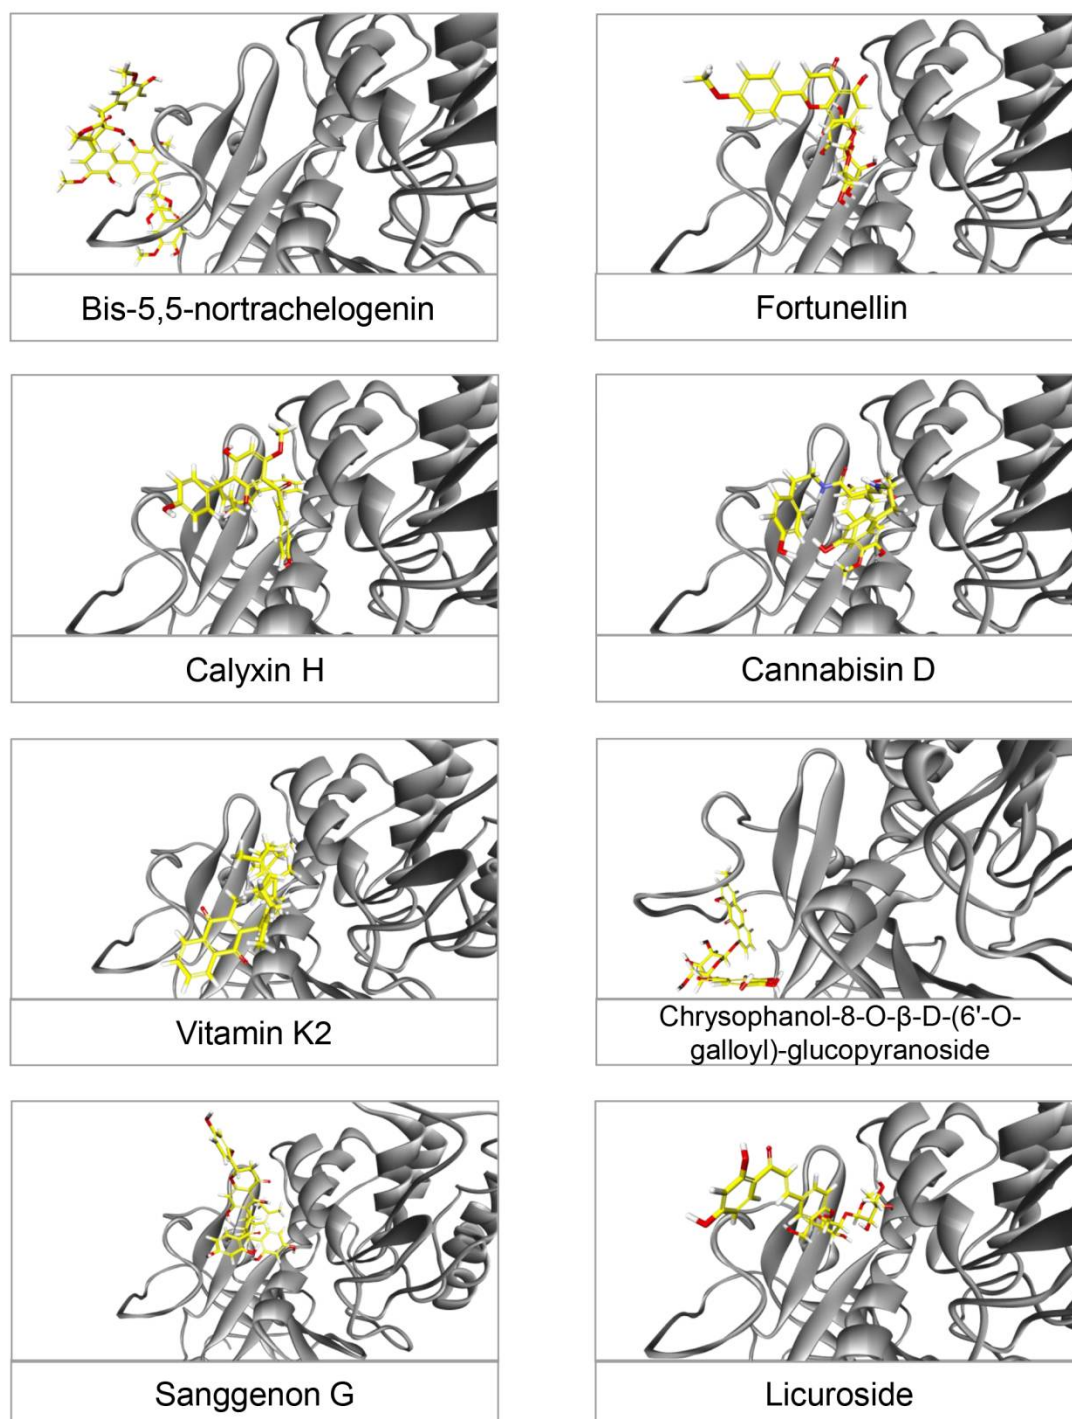 Bis-5,5-nortrachelogenin
Fortunellin
Calyxin H
Cannabisin D
Vitamin K2
Chrysophanol-8-O-β-D-(6'-O-
galloyl)-glucopyranoside
Sanggenon G
Licuroside